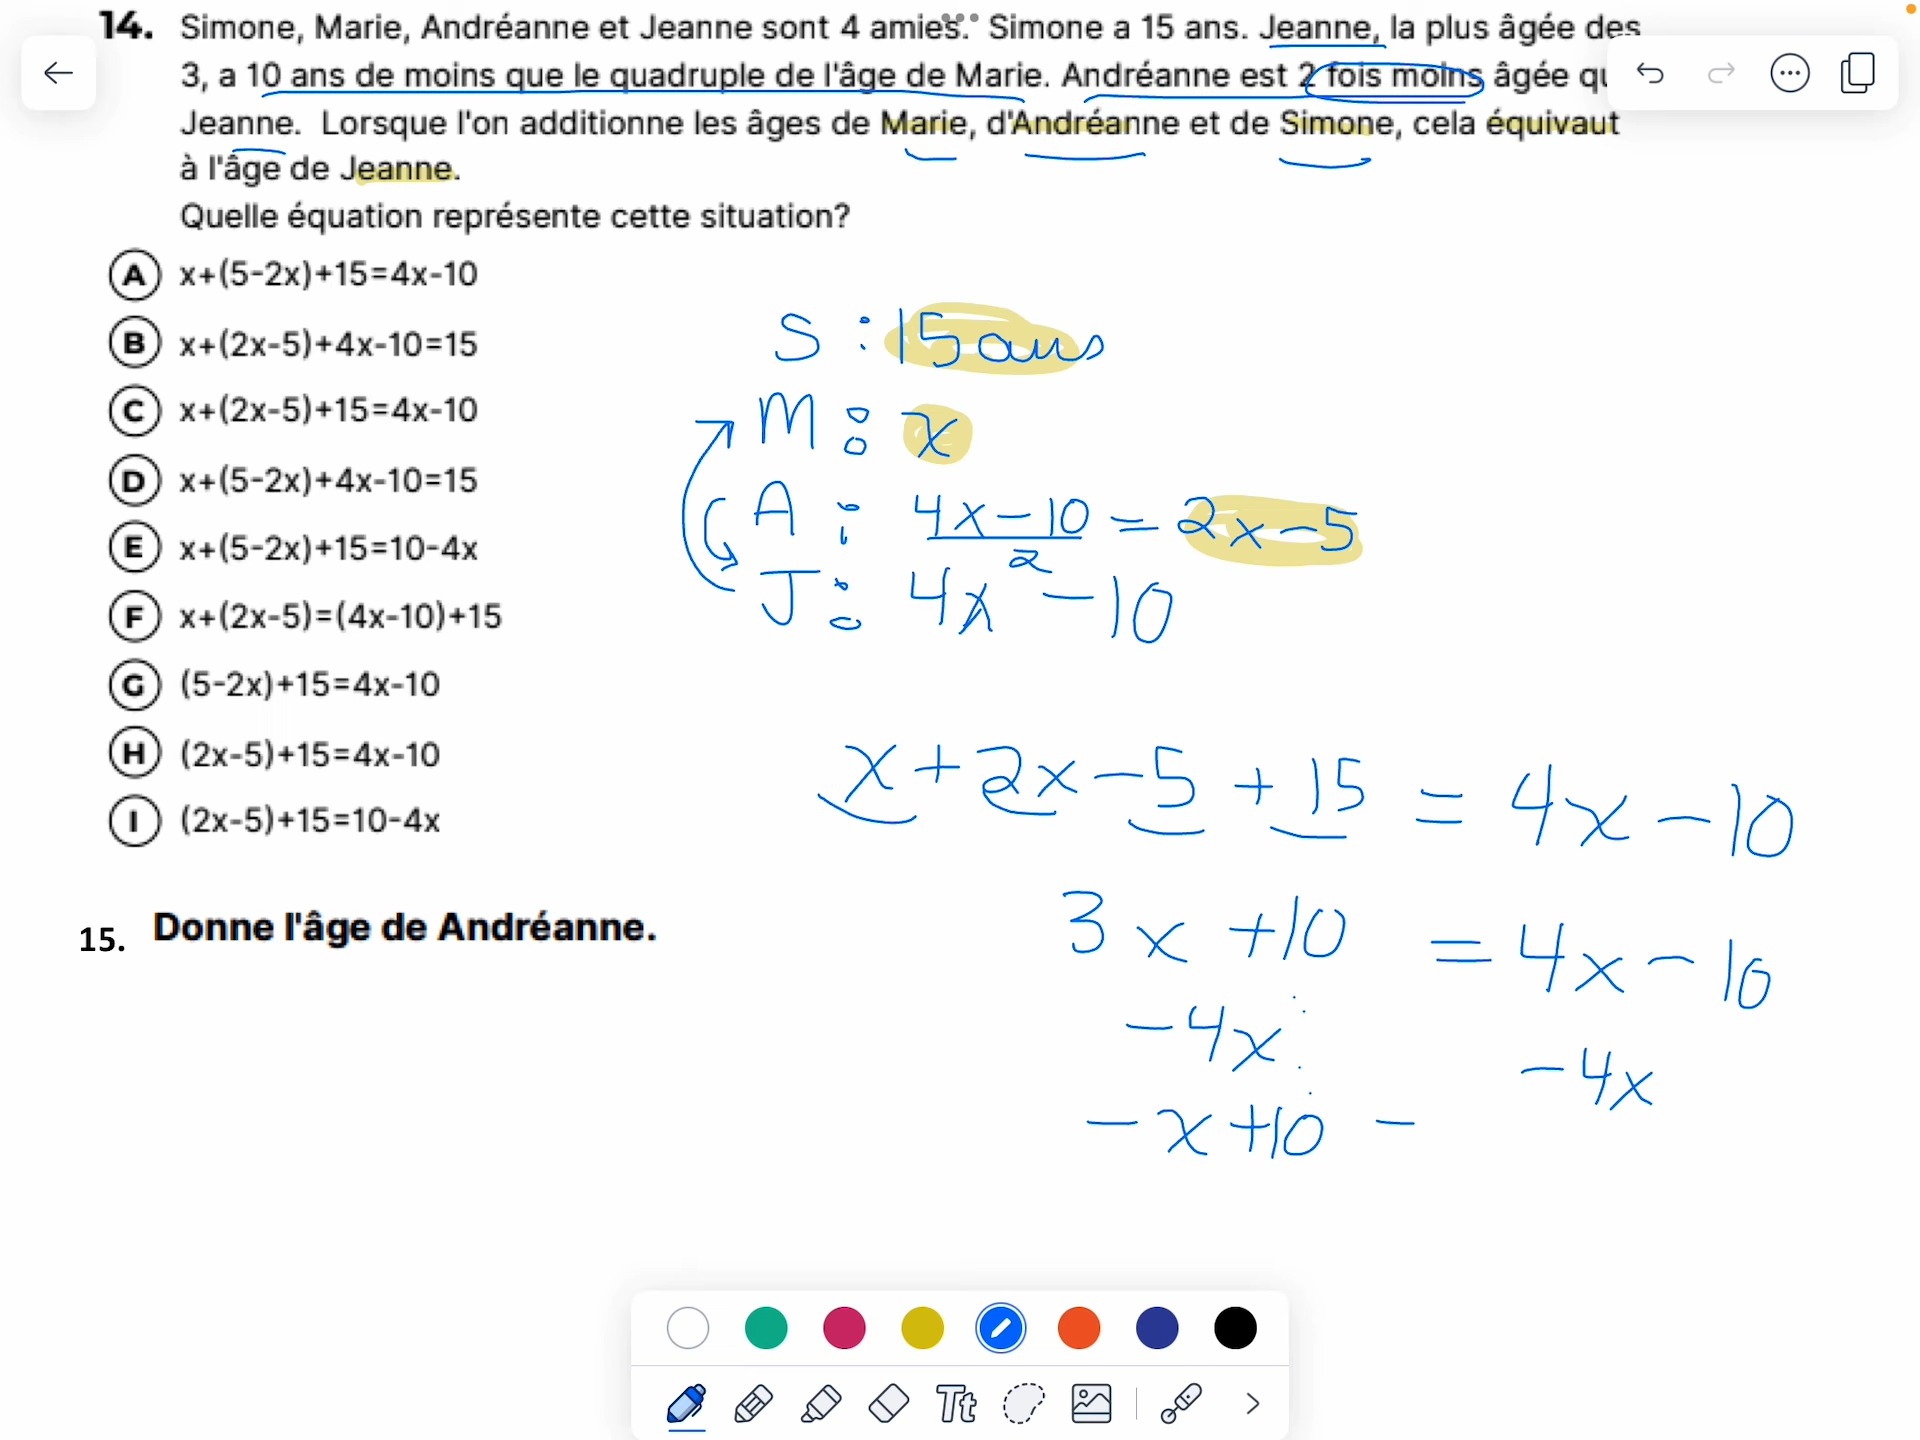 14. Simone, Marie, Andréanne et Jeanne sont 4 amies. Simone a 15 ans. Jeanne, la plus âgée des
3, a 10 ans de moins que le quadruple de l'âge de Marie. Andréanne est 2 fois moins âgée
Jeanne. Lorsque l'on additionne les âges de Marie, d'Andréanne et de Simone, cela équivaut
à l'âge de Jeanne.
Quelle équation représente cette situation?
A x+(5-2x)+15=4x-10
B x+(2x-5)+4x-10=15
C x+(2x-5)+15=4x-10
D x+(5-2x)+4x-10=15
E x+(5-2x)+15=10-4x
F x+(2x-5)=(4x-10)+15
G (5-2x)+15=4x-10
H (2x-5)+15=4x-10
I (2x-5)+15=10-4x
S : 15 ans
M : x
A : 4x-10 = 2x-5
2
J : 4x-10
x+2x-5+15 = 4x-10
3x+10 = 4x-10
-4x -4x
-x+10 -
15. Donne l'âge de Andréanne.
Tt